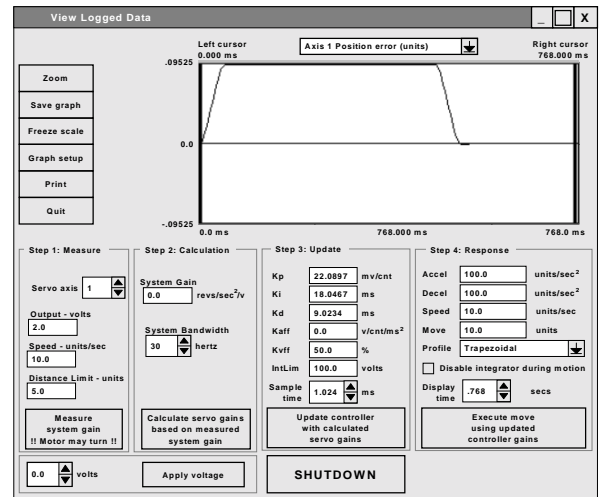 View Logged Data
_ X
Left cursor
0.000 ms
Axis 1 Position error (units)
Right cursor
768.000 ms
.09525
0.0
-.09525
0.0 ms
768.000 ms
768.0 ms
Zoom
Save graph
Freeze scale
Graph setup
Print
Quit
Step 1: Measure
Servo axis 1
Output - volts
2.0
Speed - units/sec
10.0
Distance Limit - units
5.0
Measure
system gain
!! Motor may turn !!
Step 2: Calculation
System Gain
0.0 revs/sec²/v
System Bandwidth
30 hertz
Calculate servo gains
based on measured
system gain
Step 3: Update
Kp 22.0897 mv/cnt
Ki 18.0467 ms
Kd 9.0234 ms
Kaff 0.0 v/cnt/ms²
Kvff 50.0 %
IntLim 100.0 volts
Sample
time 1.024 ms
Update controller
with calculated
servo gains
Step 4: Response
Accel 100.0 units/sec²
Decel 100.0 units/sec²
Speed 10.0 units/sec
Move 10.0 units
Profile Trapezoidal
Disable integrator during motion
Display
time .768 secs
Execute move
using updated
controller gains
0.0 volts
Apply voltage
SHUTDOWN